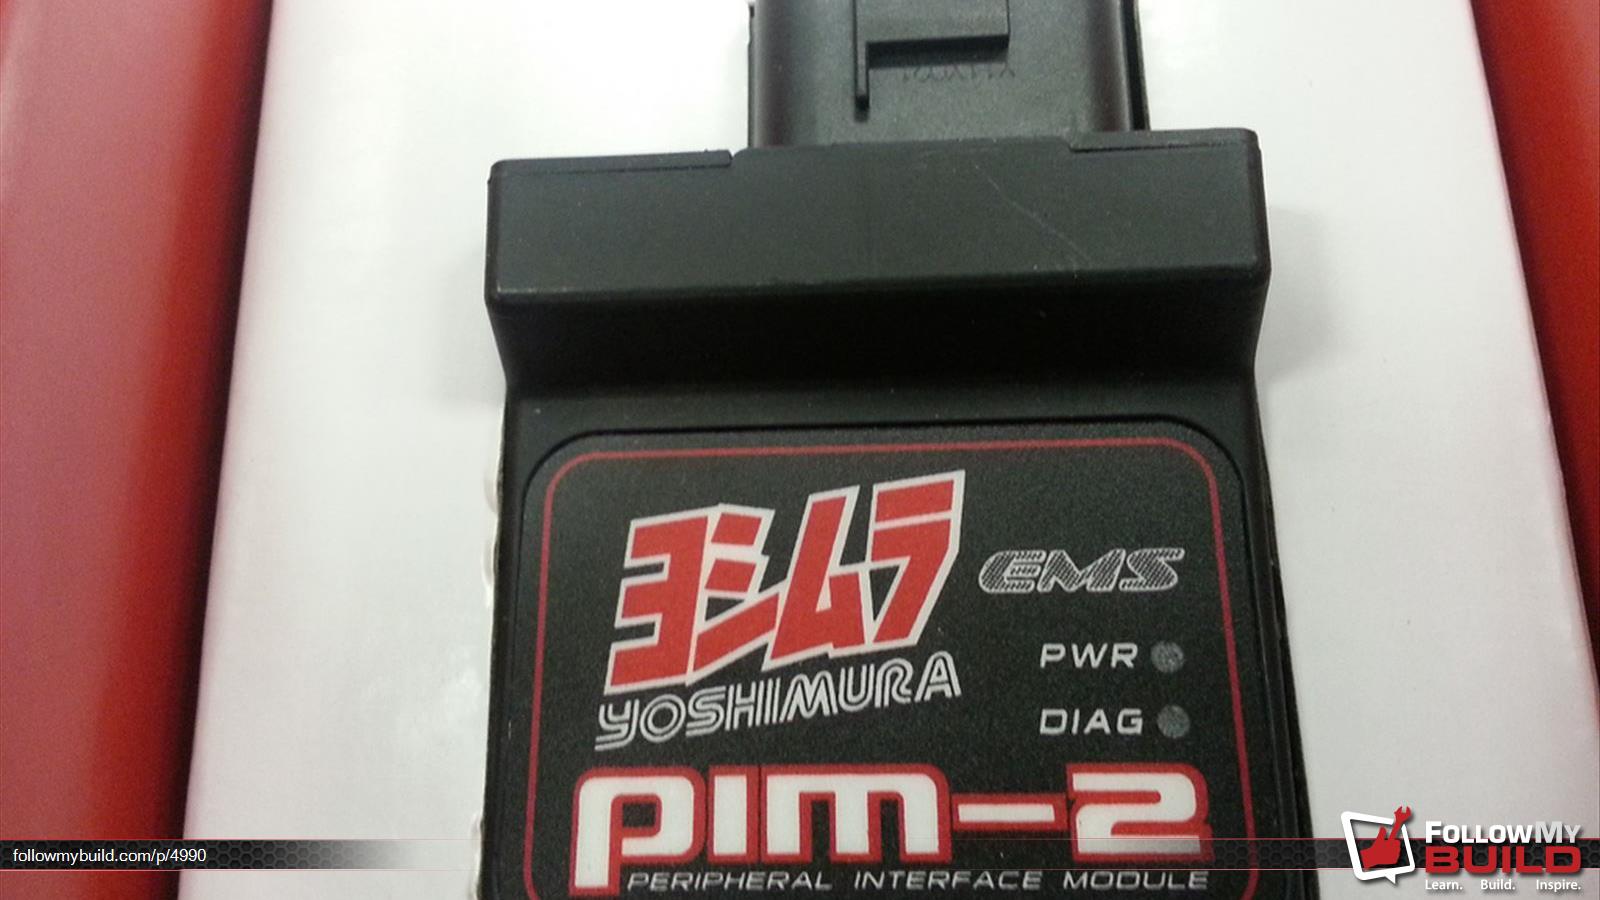 ヨシムラ
EMS
YOSHIMURA
PWR
DIAG
PIM-2
PERIPHERAL INTERFACE MODULE
followmybuild.com/p/4990
FOLLOWMY
BUILD
Learn. Build. Inspire.